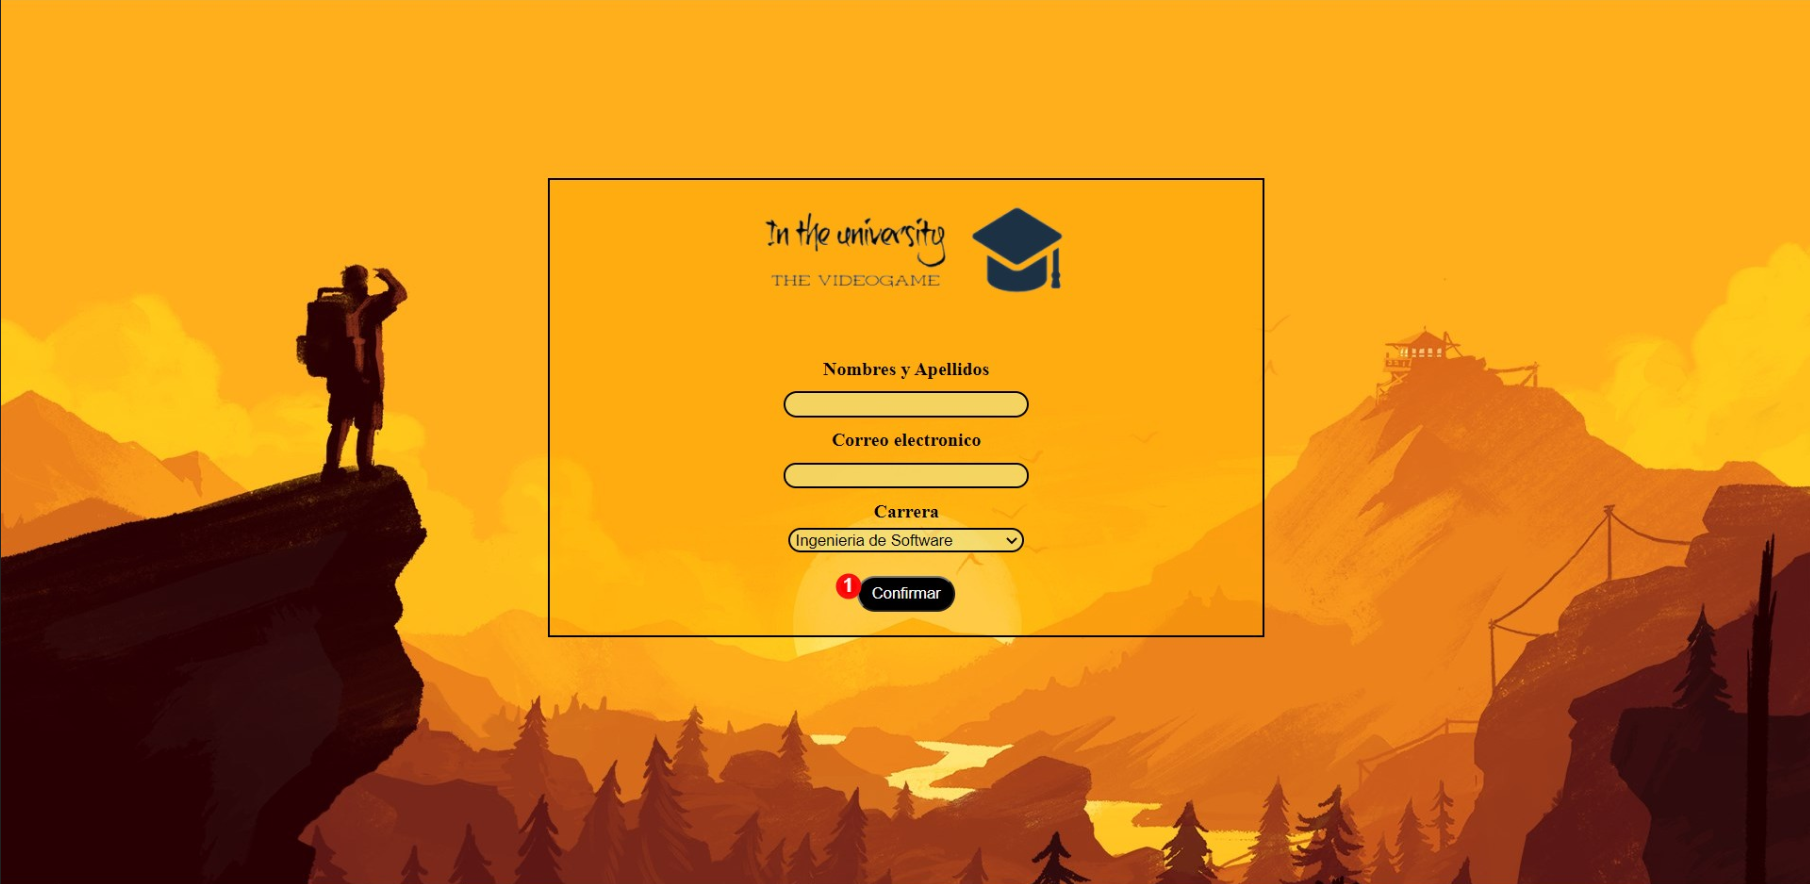 In the university
THE VIDEOGAME
Nombres y Apellidos
Correo electronico
Carrera
Ingenieria de Software
1
Confirmar